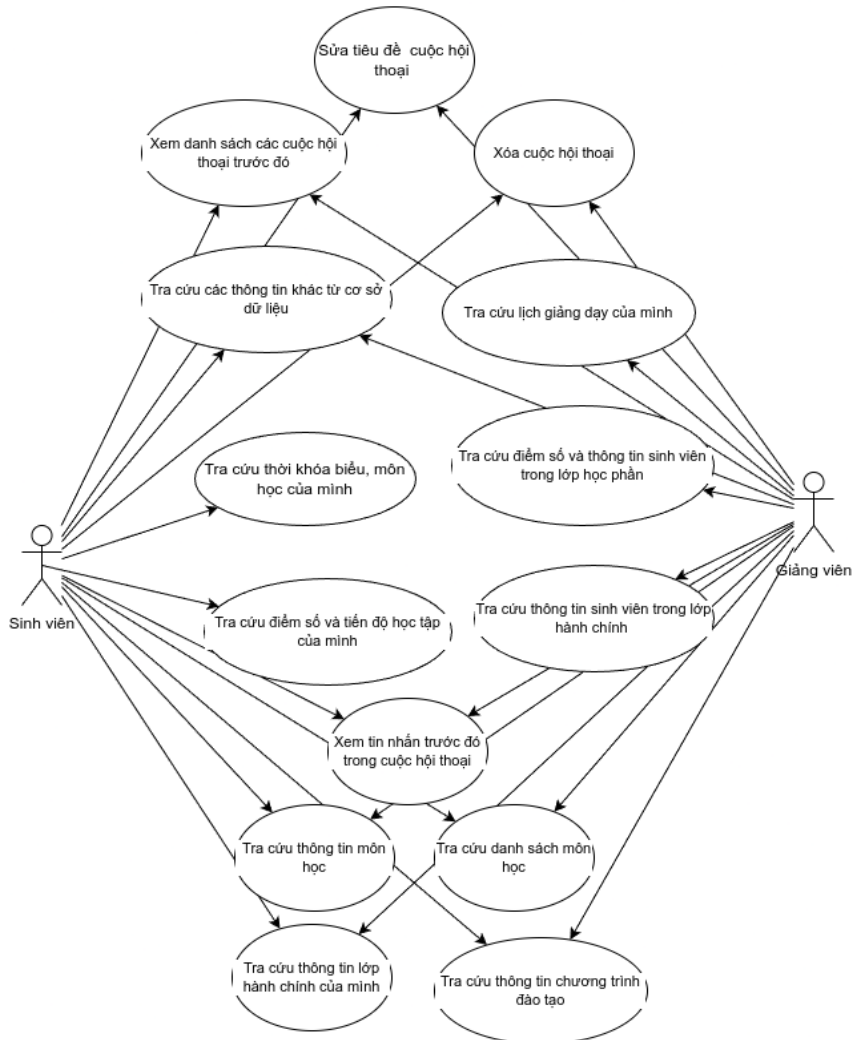 Sửa tiêu đề cuộc hội
thoại
Xem danh sách các cuộc hội
thoại trước đó
Xóa cuộc hội thoại
Tra cứu các thông tin khác từ cơ sở
dữ liệu
Tra cứu lịch giảng dạy của mình
Tra cứu thời khóa biểu, môn
học của mình
Tra cứu điểm số và thông tin sinh viên
trong lớp học phần
Sinh viên
Giảng viên
Tra cứu điểm số và tiến độ học tập
của mình
Tra cứu thông tin sinh viên trong lớp
hành chính
Xem tin nhắn trước đó
trong cuộc hội thoại
Tra cứu thông tin môn
học
Tra cứu danh sách môn
học
Tra cứu thông tin lớp
hành chính của mình
Tra cứu thông tin chương trình
đào tạo